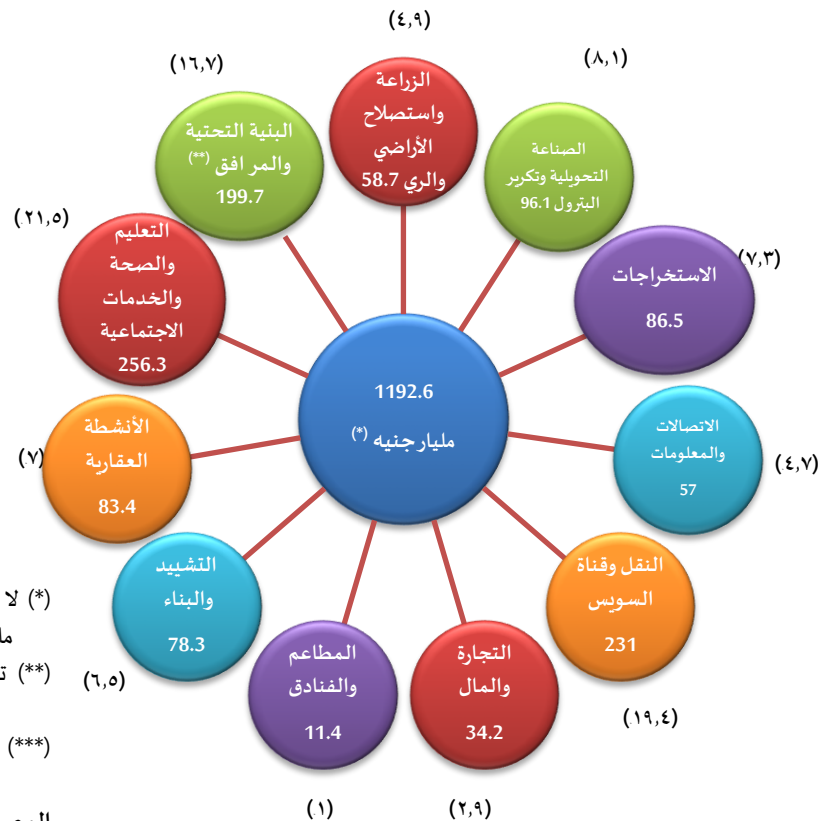 (٤,٩)
الزراعة
واستصلاح
الأراضي
والري 58.7
(٨,١)
الصناعة
التحويلية وتكرير
البترول 96.1
(٧,٣)
الاستخراجات
86.5
(٤,٧)
الاتصالات
والمعلومات
57
(١٩,٤)
النقل وقناة
السويس
231
(٢,٩)
التجارة
والمال
34.2
(١)
المطاعم
والفنادق
11.4
(٦,٥)
التشييد
والبناء
78.3
(٧)
الأنشطة
العقارية
83.4
(٢١,٥)
التعليم
والصحة
والخدمات
الاجتماعية
256.3
(١٦,٧)
البنية التحتية
والمرافق (**)
199.7
1192.6
مليار جنيه (*)
(*) لا
(**)
(***)